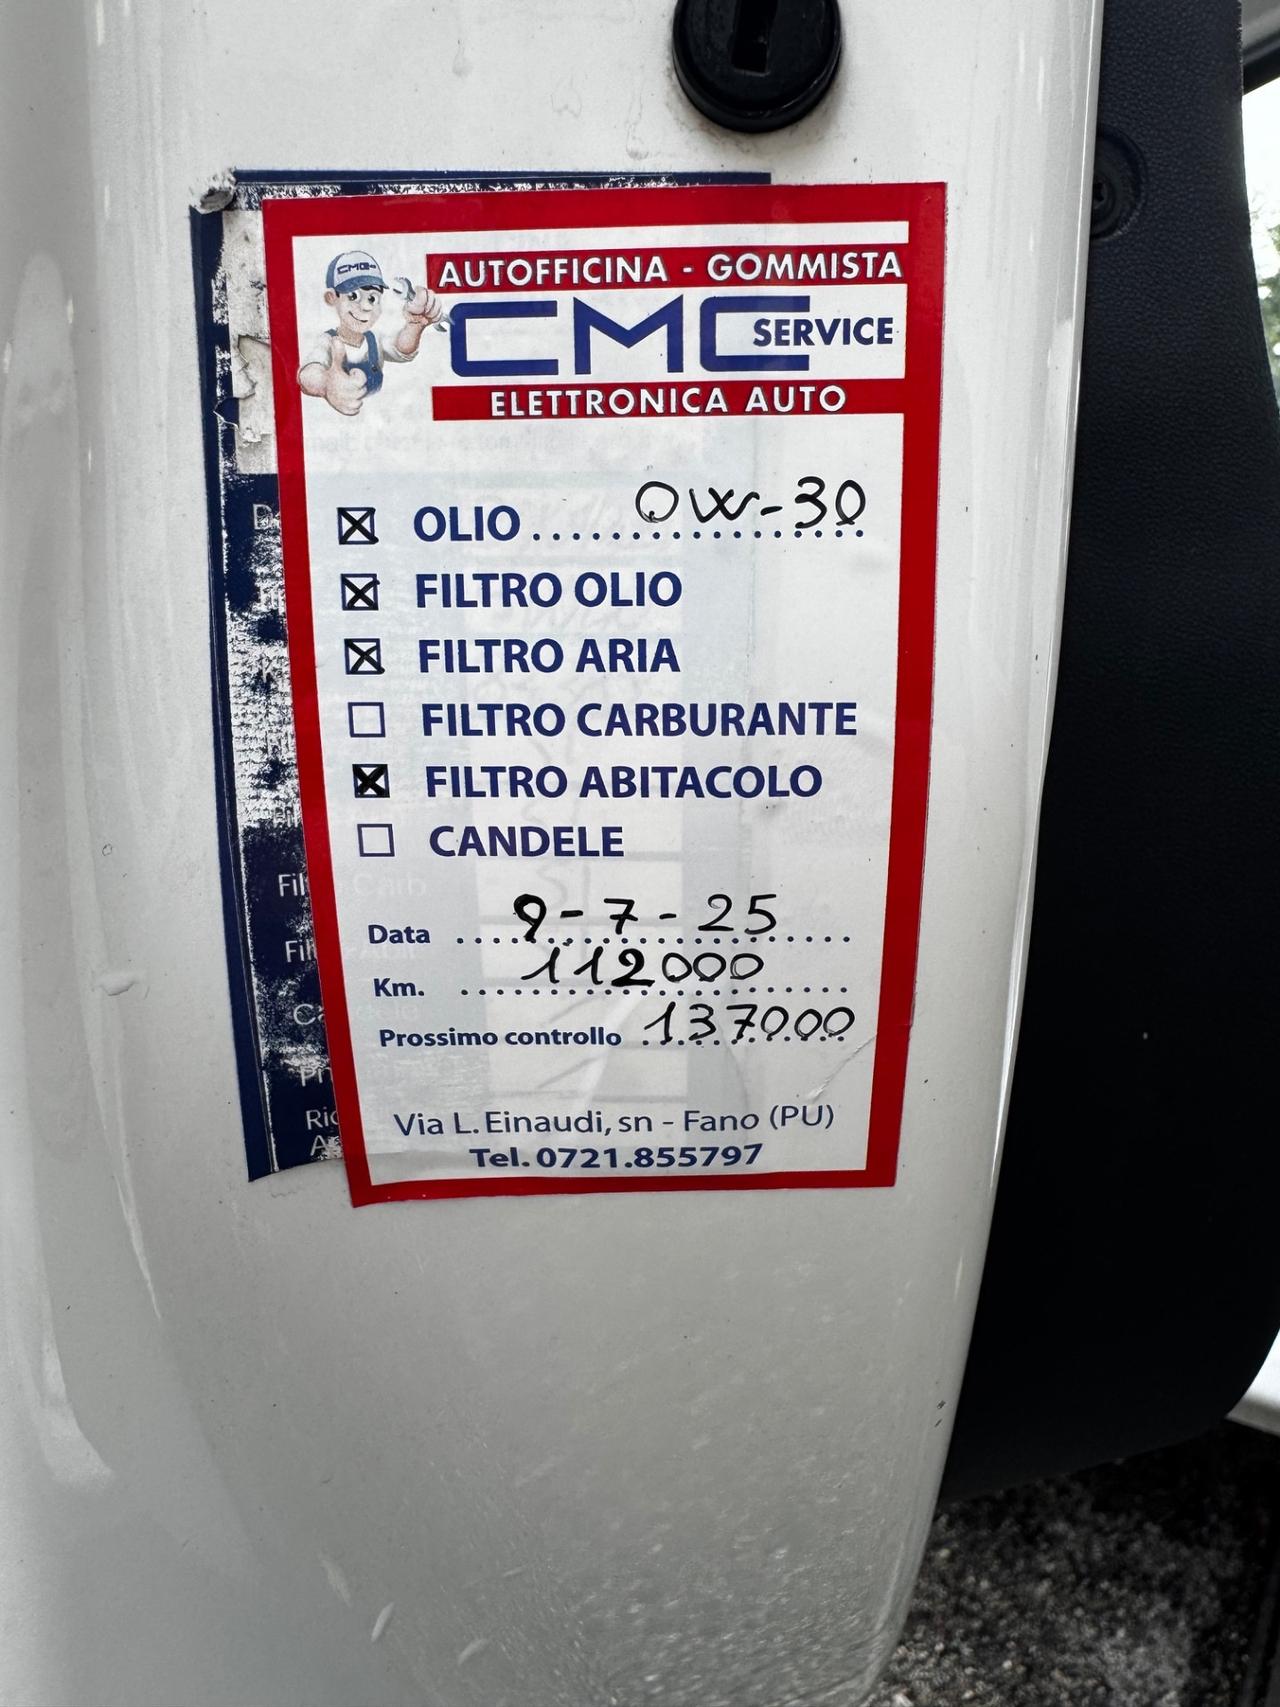 AUTOFFICINA - GOMMISTA
CMC SERVICE
ELETTRONICA AUTO
☒ OLIO ................ 0W-30
☒ FILTRO OLIO
☒ FILTRO ARIA
☐ FILTRO CARBURANTE
☒ FILTRO ABITACOLO
☐ CANDELE
Data 9-7-25
Km. 112000
Prossimo controllo 137000
Via L. Einaudi, sn - Fano (PU)
Tel. 0721.855797